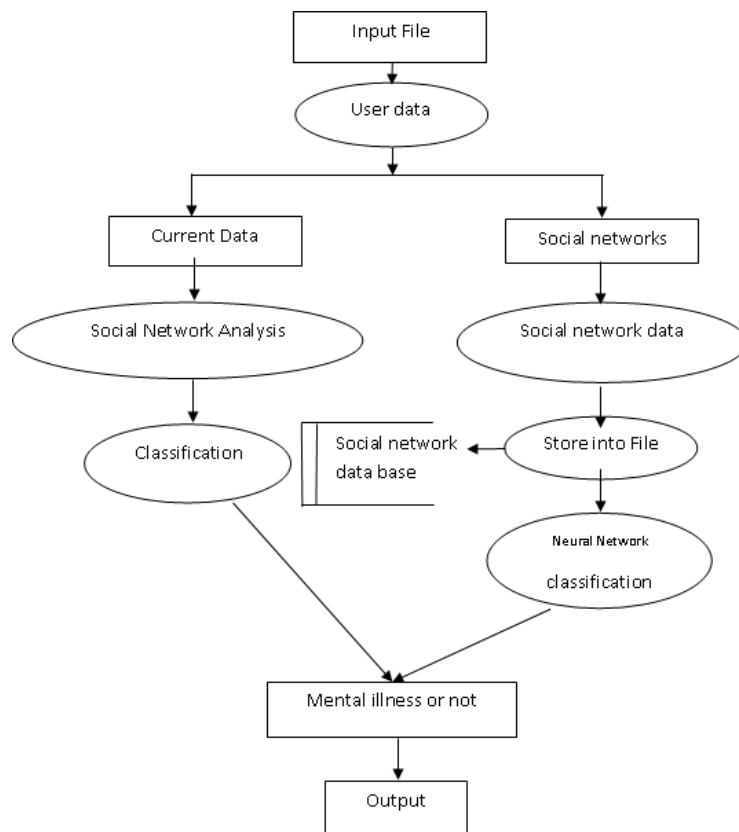 Input File
User data
Current Data
Social networks
Social Network Analysis
Social network data
Classification
Social network
data base
Store into File
Neural Network
classification
Mental illness or not
Output